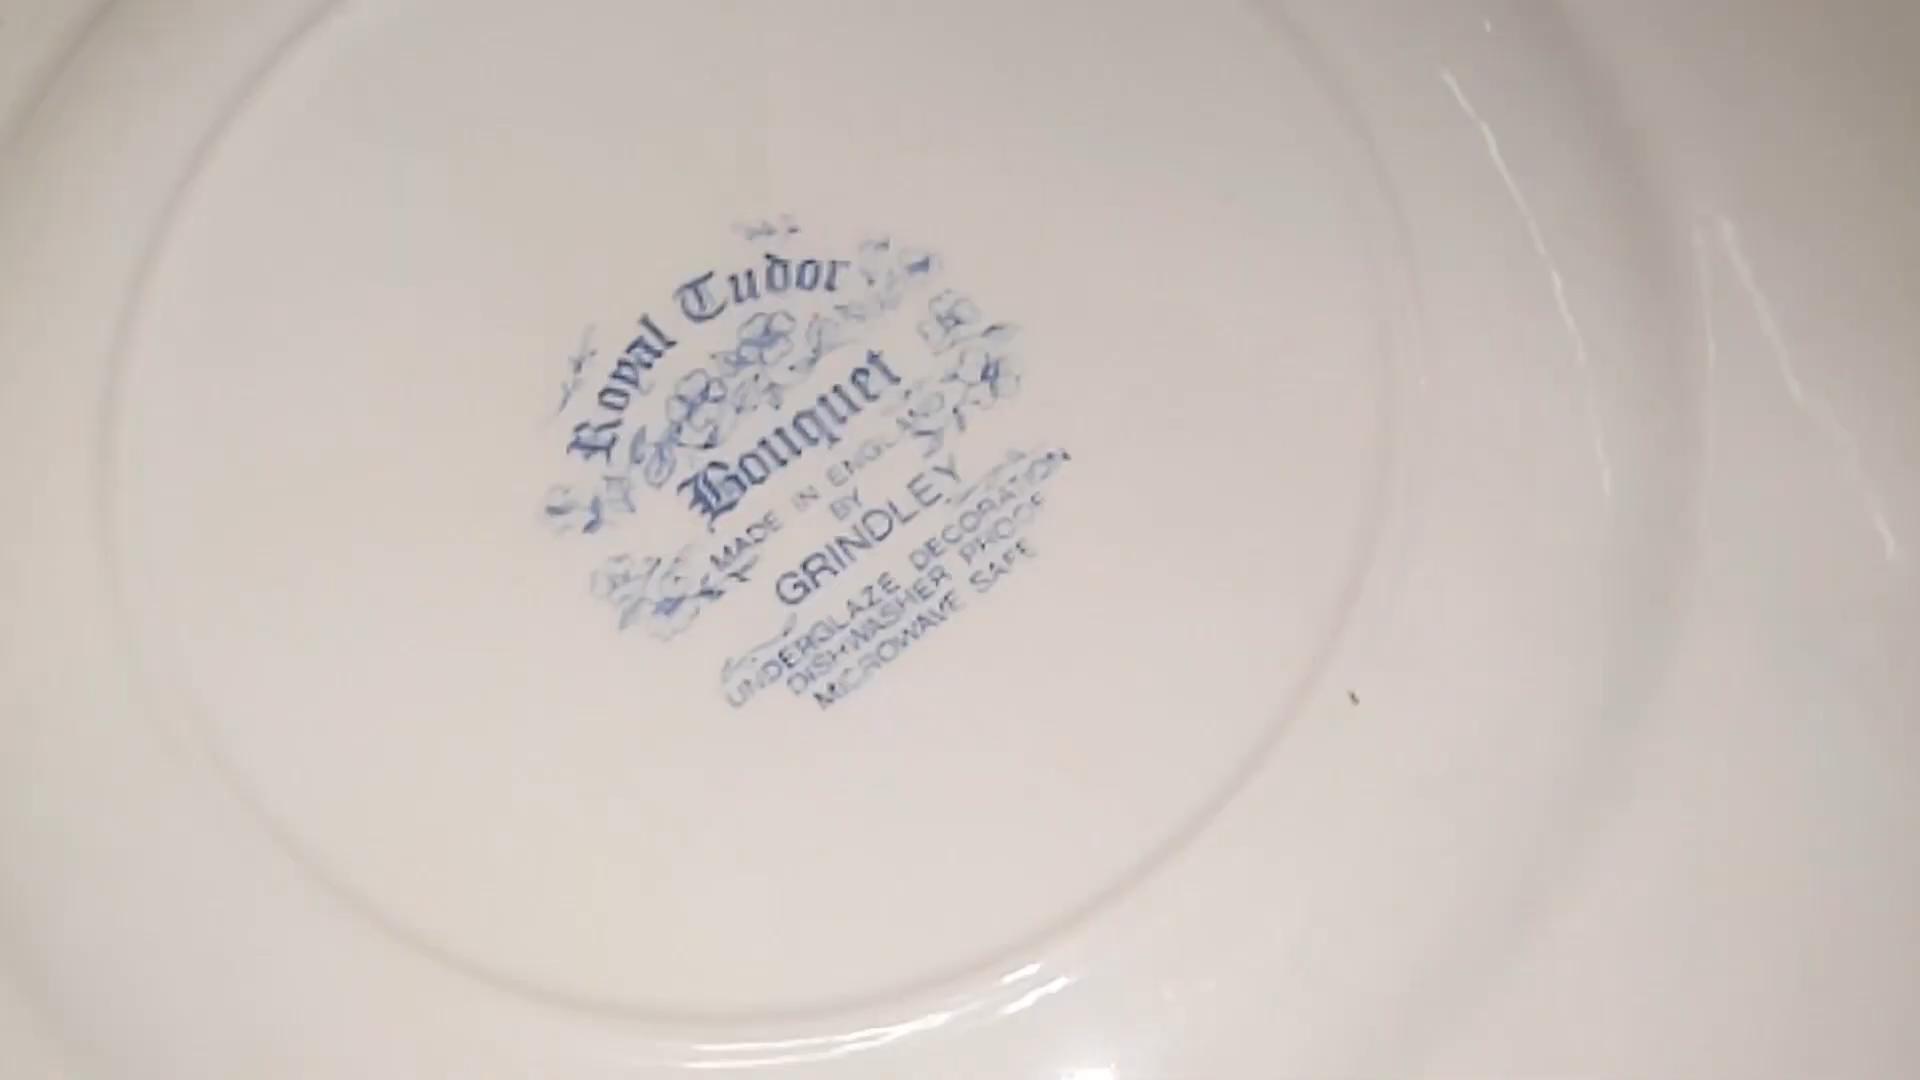 Royal Tudor
Bouquet
MADE IN ENGLAND
BY
GRINDLEY
UNDERGLAZE DECORATION
DISHWASHER PROOF
MICROWAVE SAFE